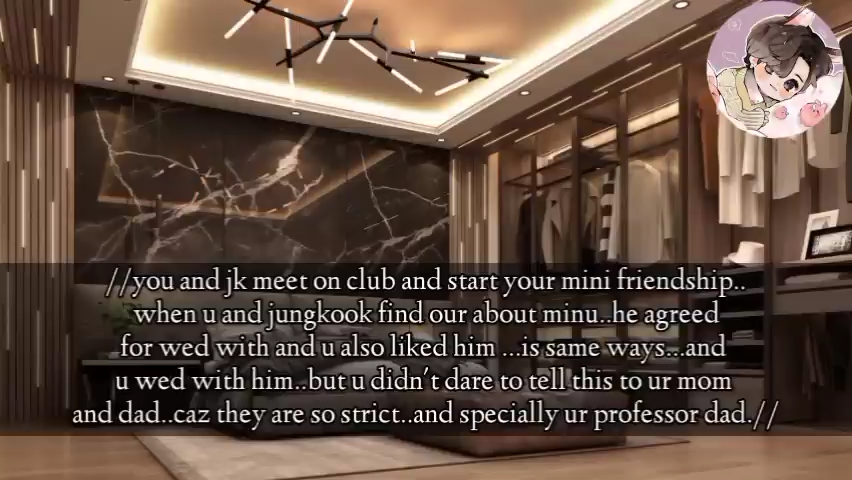 //you and jk meet on club and start your mini friendship..
when u and jungkook find our about minu..he agreed
for wed with and u also liked him ...is same ways...and
u wed with him..but u didn't dare to tell this to ur mom
and dad..caz they are so strict..and specially ur professor dad.//